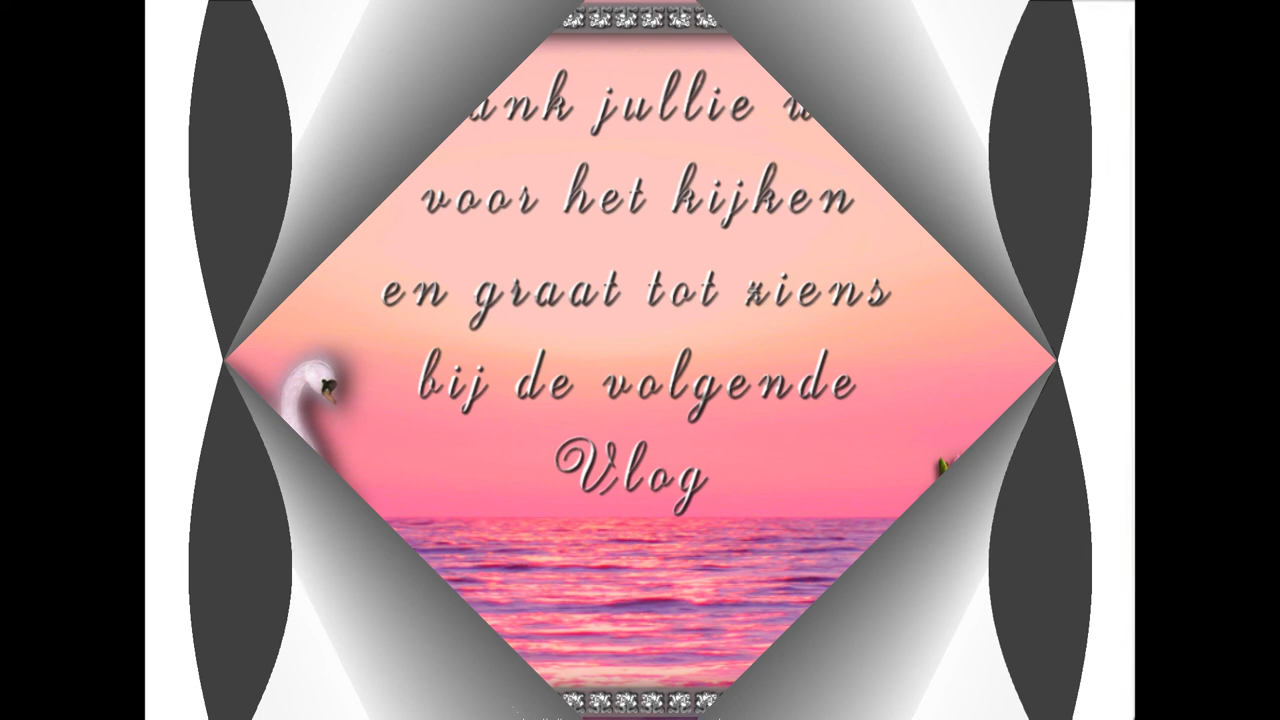 jullie
voor het kijken
en graat tot ziens
bij de volgende
Vlog